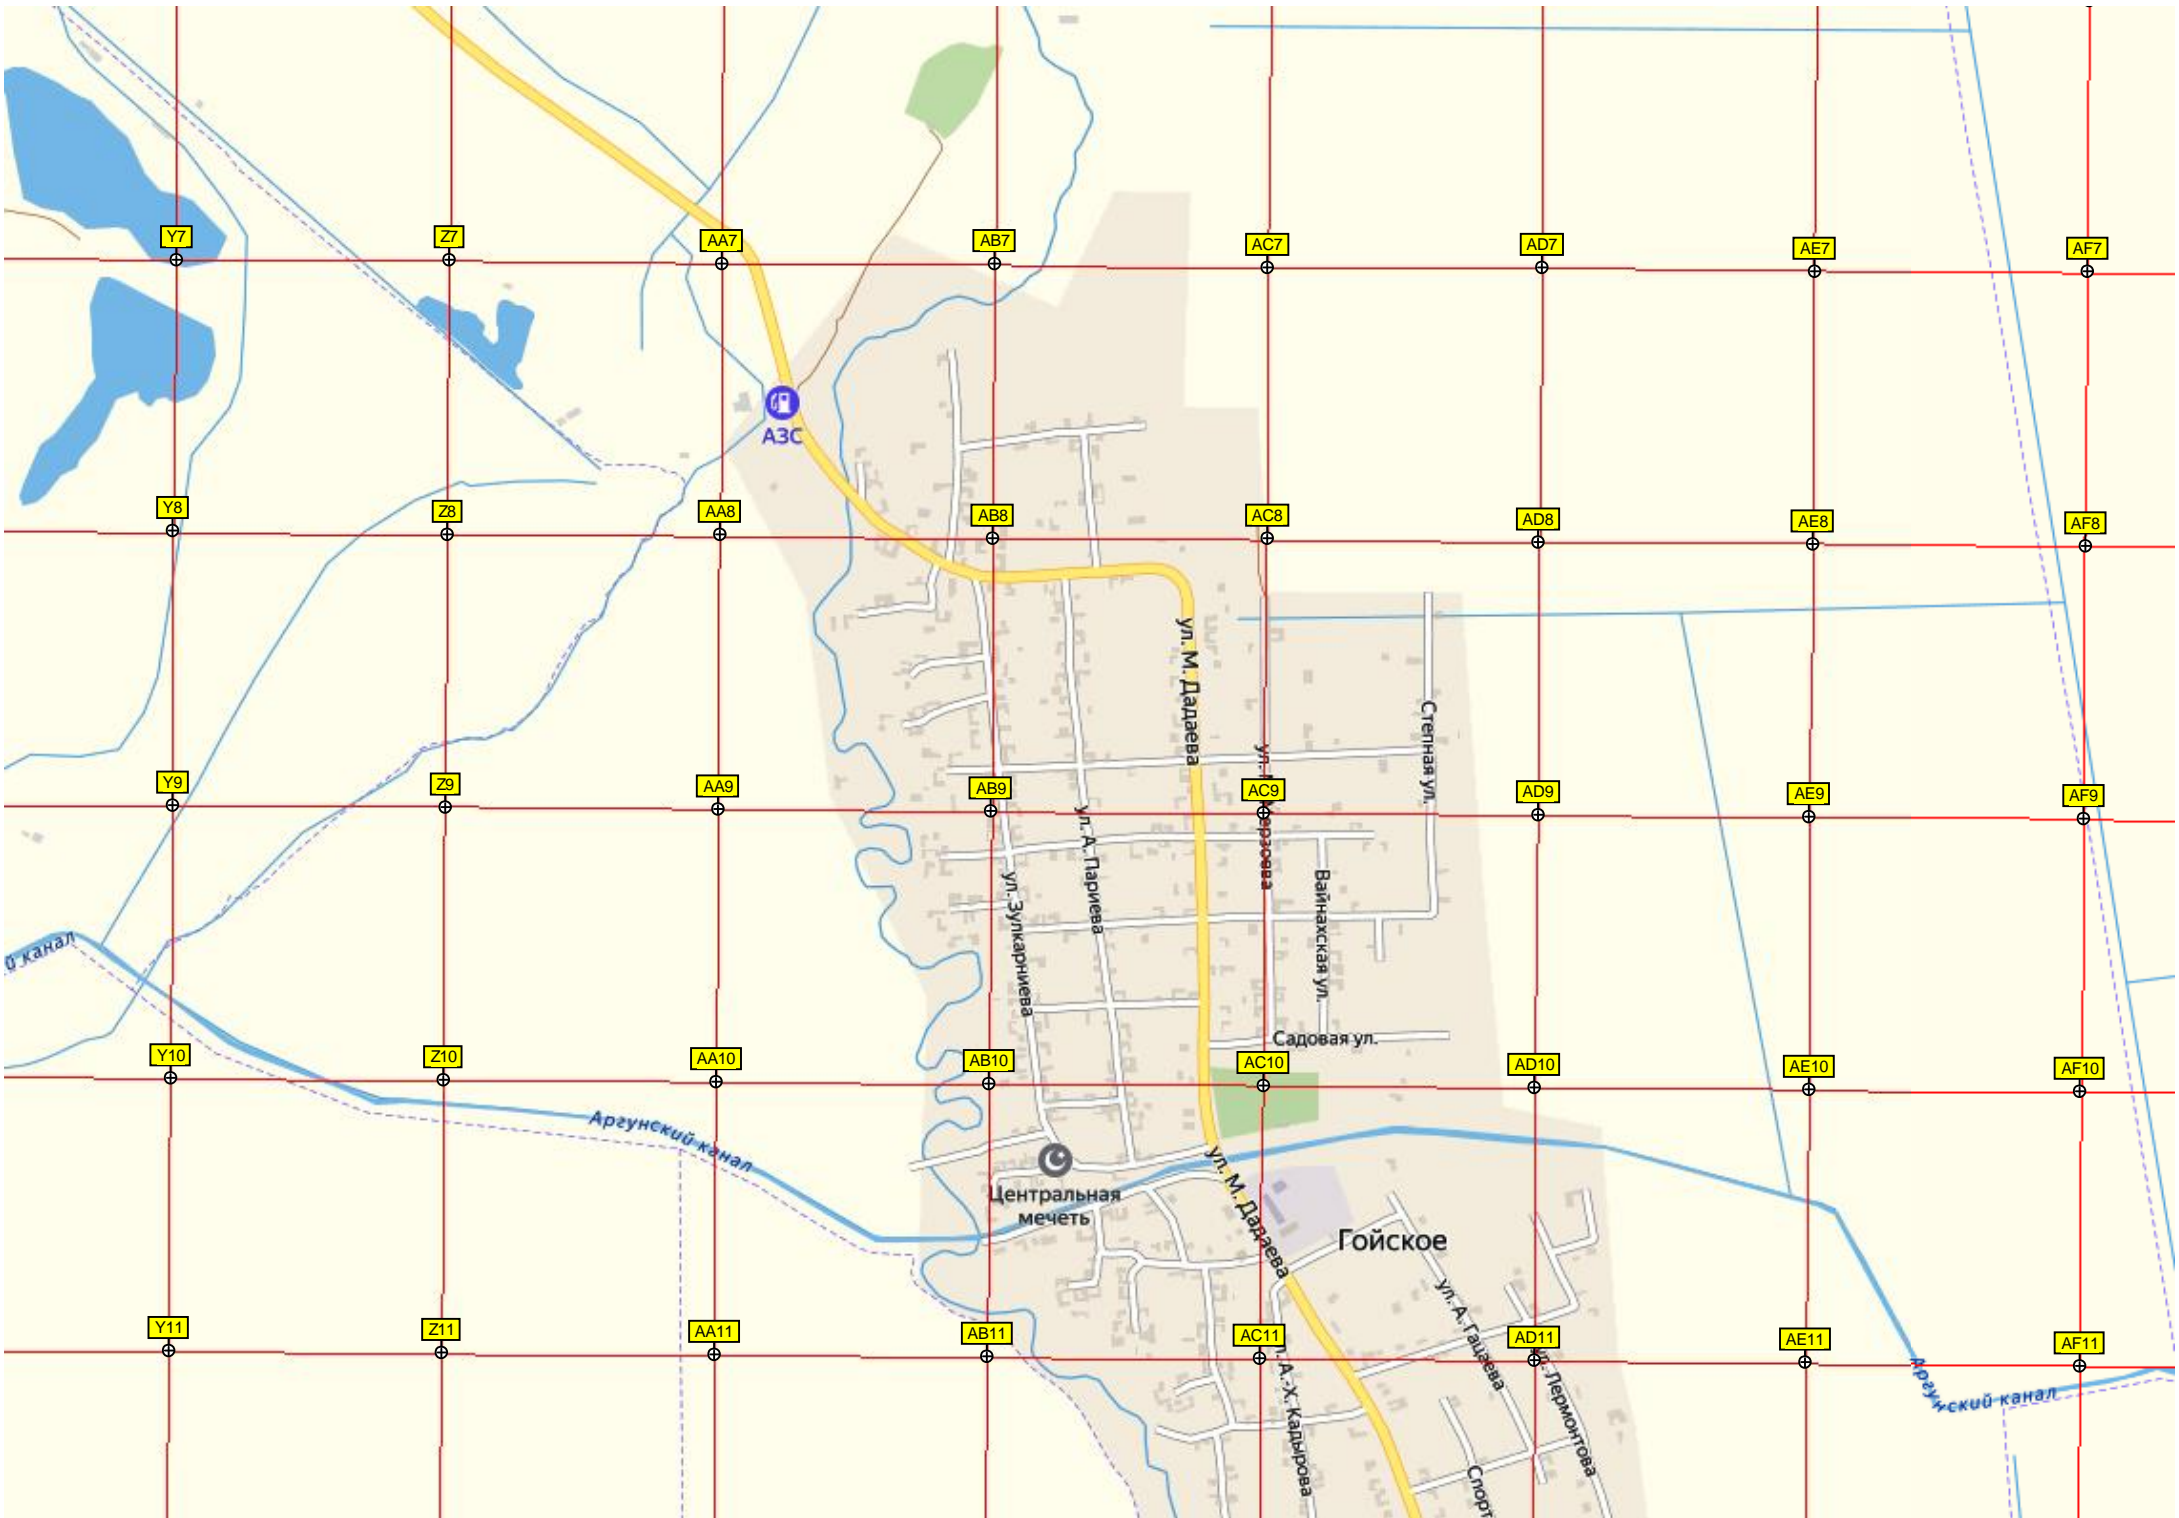 Y7
Z7
AA7
AB7
AC7
AD7
AE7
AF7
АЗС
Y8
Z8
AA8
AB8
AC8
AD8
AE8
AF8
ул. М. Дадаева
Степная ул.
Y9
Z9
AA9
AB9
AC9
AD9
AE9
AF9
ул.
ул. А. Париева
ул. Зулкарниева
Вайнахская ул.
й канал
Садовая ул.
Y10
Z10
AA10
AB10
AC10
AD10
AE10
AF10
Аргунский канал
ул. М. Дадаева
Центральная
мечеть
Гойское
ул. А. Гацаева
Y11
Z11
AA11
AB11
AC11
AD11
AE11
AF11
ул. Лермонтова
А.-Х. Кадырова
Аргунский канал
Спорт